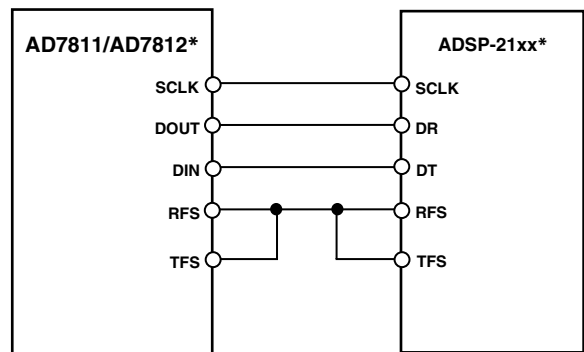 AD7811/AD7812*
SCLK
DOUT
DIN
RFS
TFS
ADSP-21xx*
SCLK
DR
DT
RFS
TFS